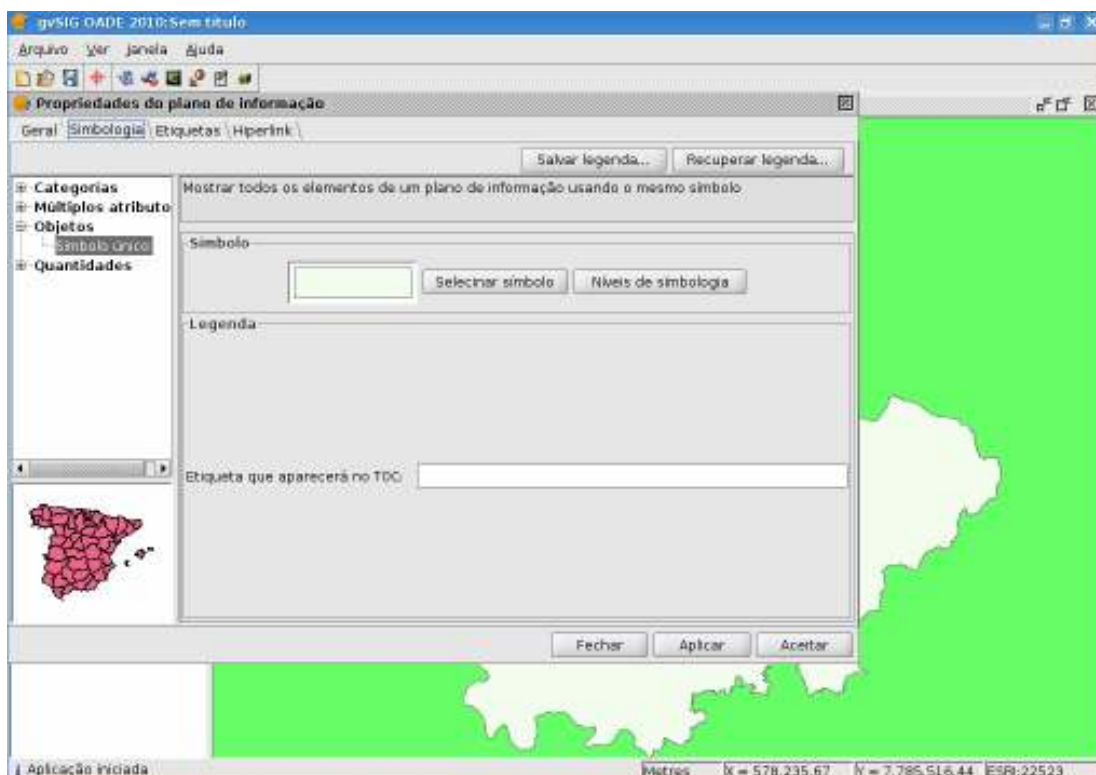 gvSIG OADE 2010:Sem titulo
Arquivo Ver Janela Ajuda
Propriedades do plano de informação
Geral Simbologia Etiquetas Hiperlink
Salvar legenda... Recuperar legenda...
Categorias
Múltiplos atributo
Objetos
Símbolo único
Quantidades
Mostrar todos os elementos de um plano de informação usando o mesmo símbolo
Símbolo
Selecinar símbolo Níveis de simbologia
Legenda
Etiqueta que aparecerá no TOC:
Fechar Aplicar Aceitar
Aplicação iniciada Metros X = 578.235,67 Y = 7.785.516,44 ESRI:22523